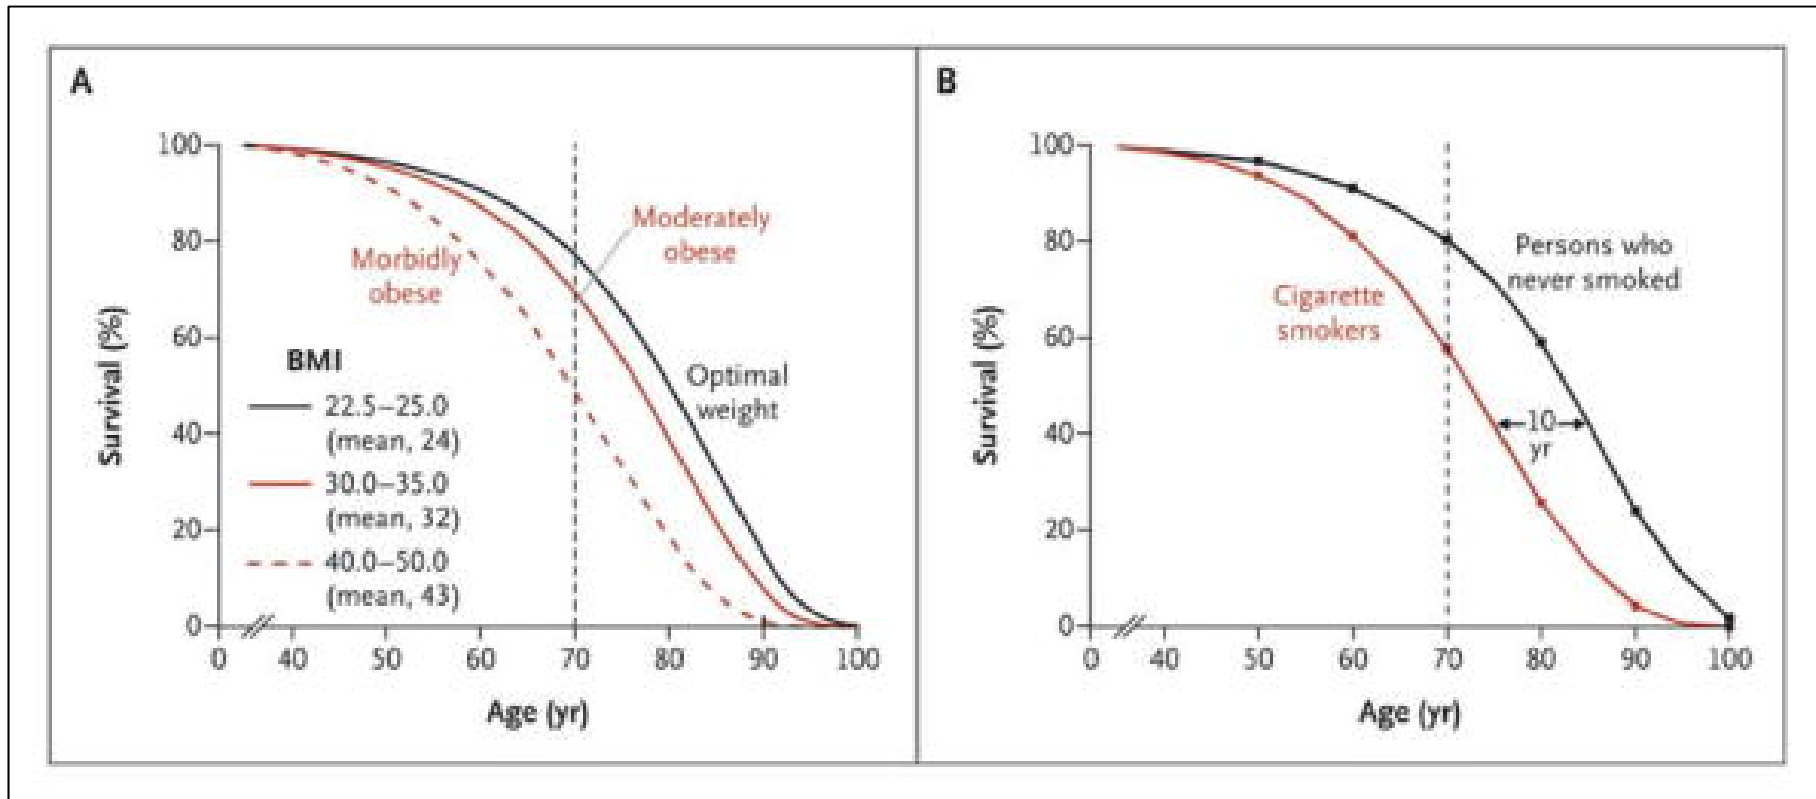 A
100
80
60
40
20
0
Survival (%)
Morbidly
obese
Moderately
obese
Optimal
weight
BMI
22.5–25.0
(mean, 24)
30.0–35.0
(mean, 32)
40.0–50.0
(mean, 43)
0 40 50 60 70 80 90 100
Age (yr)
B
100
80
60
40
20
0
Survival (%)
Cigarette
smokers
Persons who
never smoked
10
yr
0 40 50 60 70 80 90 100
Age (yr)